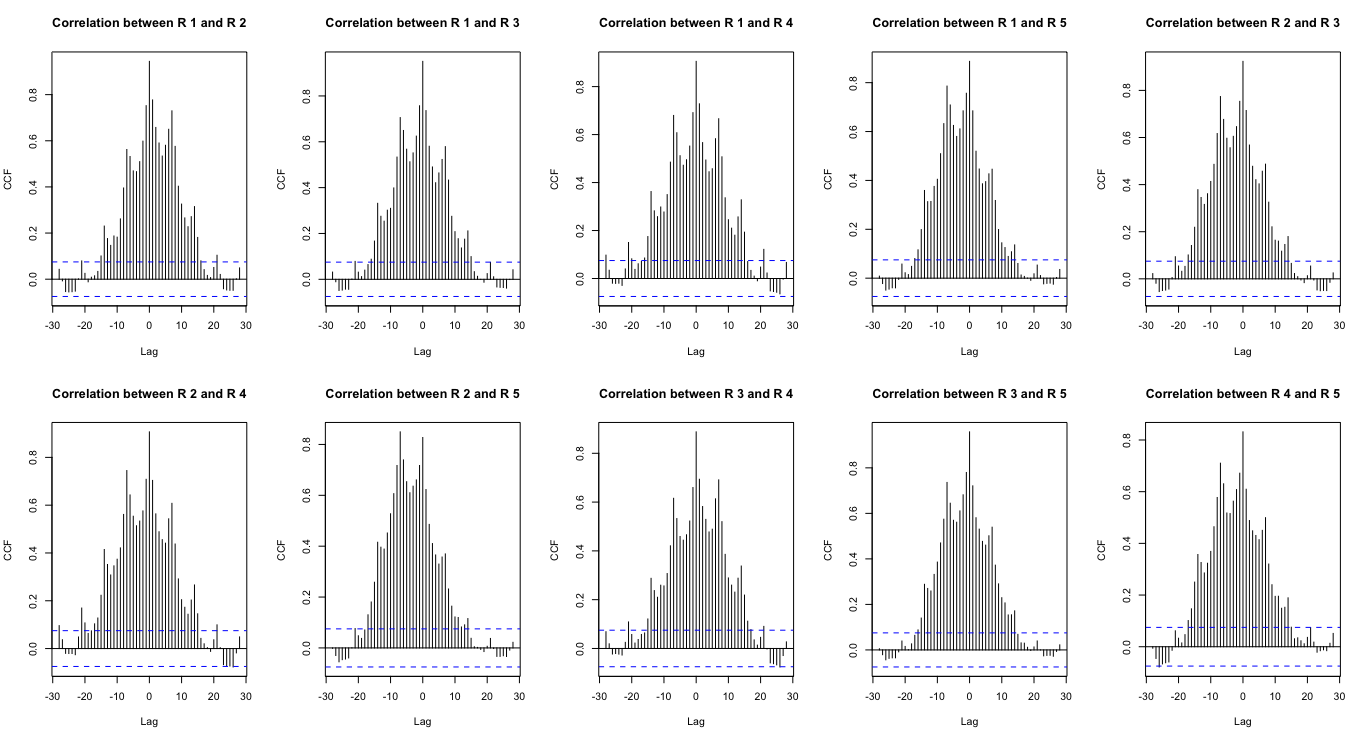 Correlation between R 1 and R 2
CCF
0.8
0.6
0.4
0.2
0.0
-30 -20 -10 0 10 20 30
Lag
Correlation between R 1 and R 3
CCF
0.8
0.6
0.4
0.2
0.0
-30 -20 -10 0 10 20 30
Lag
Correlation between R 1 and R 4
CCF
0.8
0.6
0.4
0.2
0.0
-30 -20 -10 0 10 20 30
Lag
Correlation between R 1 and R 5
CCF
0.8
0.6
0.4
0.2
0.0
-30 -20 -10 0 10 20 30
Lag
Correlation between R 2 and R 3
CCF
0.8
0.6
0.4
0.2
0.0
-30 -20 -10 0 10 20 30
Lag
Correlation between R 2 and R 4
CCF
0.8
0.6
0.4
0.2
0.0
-30 -20 -10 0 10 20 30
Lag
Correlation between R 2 and R 5
CCF
0.8
0.6
0.4
0.2
0.0
-30 -20 -10 0 10 20 30
Lag
Correlation between R 3 and R 4
CCF
0.8
0.6
0.4
0.2
0.0
-30 -20 -10 0 10 20 30
Lag
Correlation between R 3 and R 5
CCF
0.8
0.6
0.4
0.2
0.0
-30 -20 -10 0 10 20 30
Lag
Correlation between R 4 and R 5
CCF
0.8
0.6
0.4
0.2
0.0
-30 -20 -10 0 10 20 30
Lag